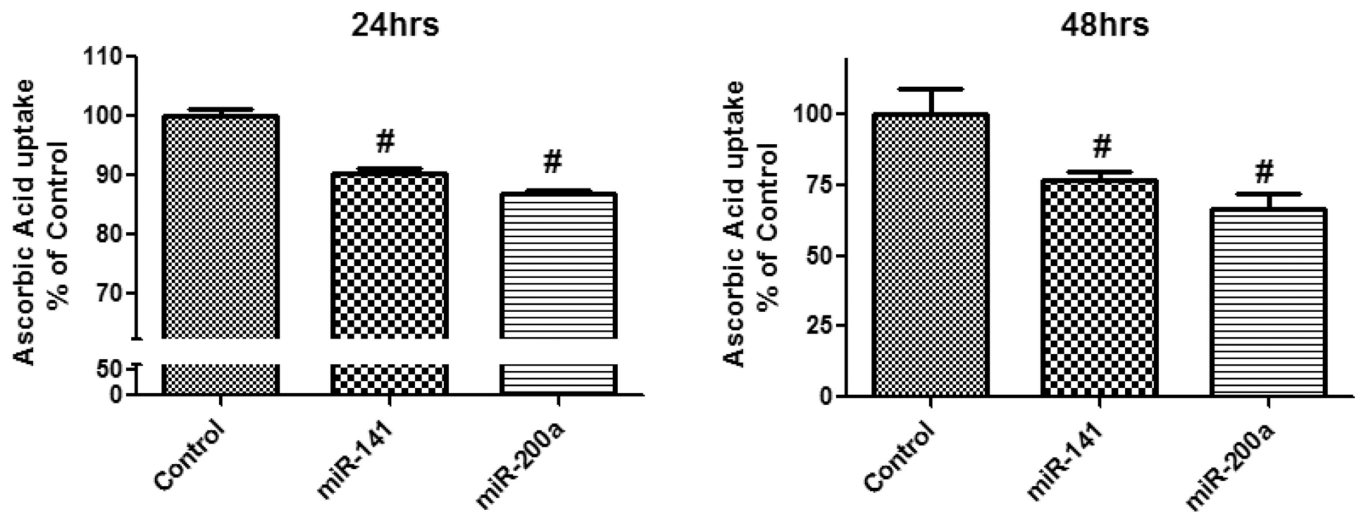 24hrs
Ascorbic Acid uptake
% of Control
110
100
90
80
70
50
0
#
#
Control
miR-141
miR-200a
48hrs
Ascorbic Acid uptake
% of Control
100
75
50
25
0
#
#
Control
miR-141
miR-200a